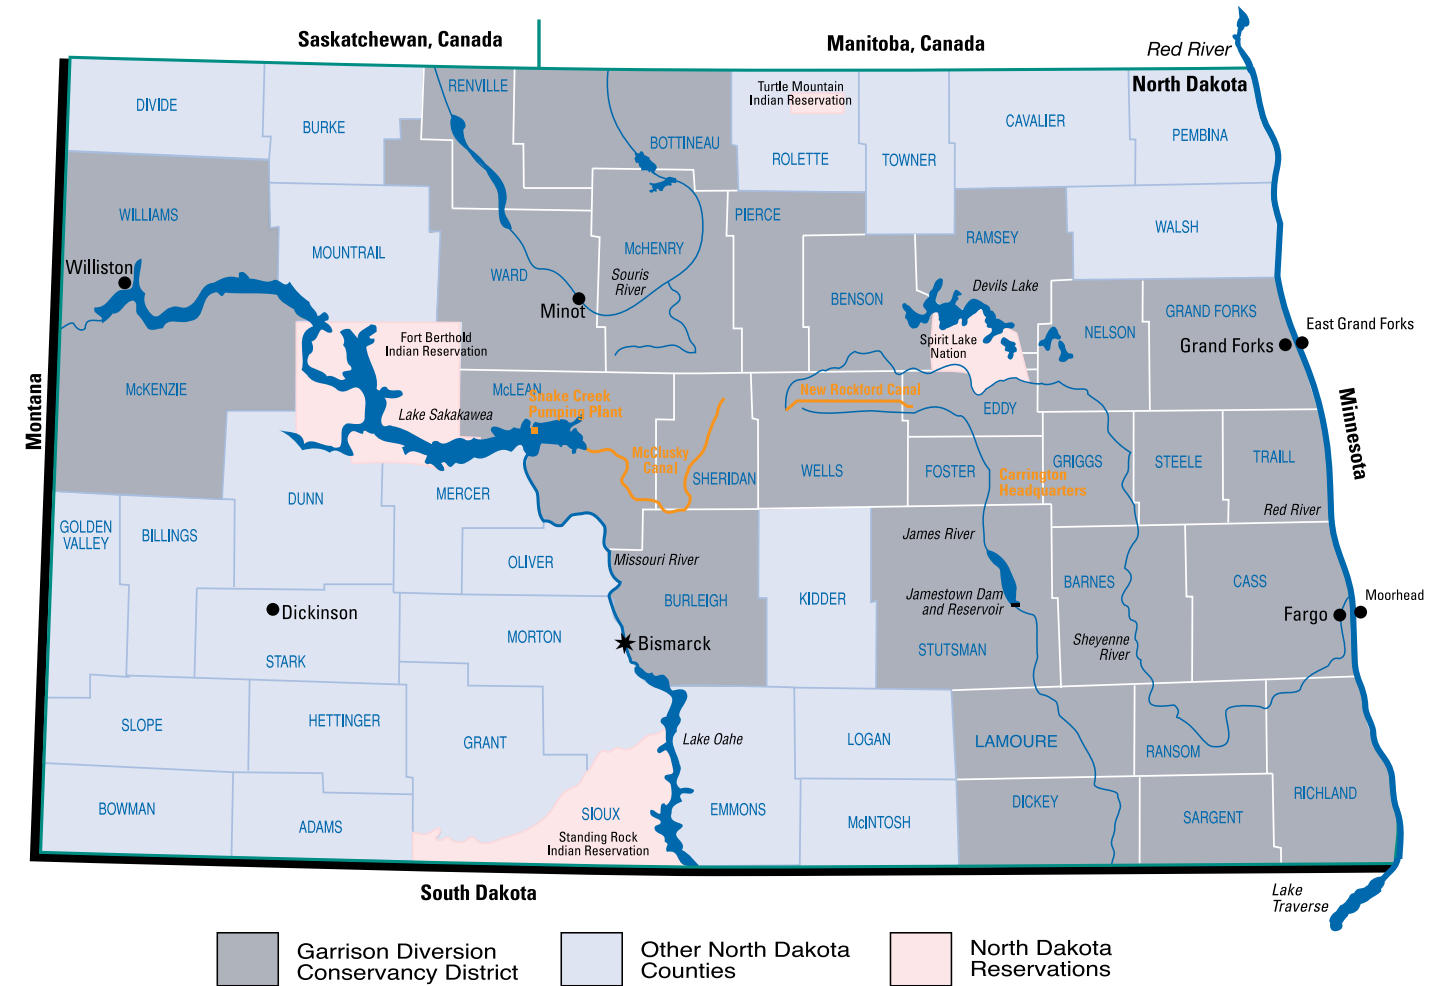 Saskatchewan, Canada
Manitoba, Canada
Red River
North Dakota
RENVILLE
Turtle Mountain
Indian Reservation
DIVIDE
BURKE
BOTTINEAU
ROLETTE
TOWNER
CAVALIER
PEMBINA
WILLIAMS
PIERCE
WALSH
RAMSEY
MOUNTRAIL
McHENRY
Williston
WARD
Souris
River
Devils Lake
BENSON
Minot
GRAND FORKS
East Grand Forks
NELSON
Grand Forks
Fort Berthold
Indian Reservation
Spirit Lake
Nation
McKENZIE
McLEAN
Snake Creek
Pumping Plant
New Rockford Canal
EDDY
Lake Sakakawea
Montana
Minnesota
McClusky
Canal
SHERIDAN
WELLS
FOSTER
Carrington
Headquarters
GRIGGS
STEELE
TRAILL
DUNN
MERCER
Red River
GOLDEN
VALLEY
BILLINGS
James River
OLIVER
Missouri River
BURLEIGH
KIDDER
Jamestown Dam
and Reservoir
BARNES
CASS
Moorhead
Fargo
Dickinson
MORTON
Bismarck
STUTSMAN
Sheyenne
River
STARK
SLOPE
HETTINGER
GRANT
Lake Oahe
LOGAN
LAMOURE
RANSOM
BOWMAN
ADAMS
SIOUX
Standing Rock
Indian Reservation
EMMONS
McINTOSH
DICKEY
SARGENT
RICHLAND
South Dakota
Lake
Traverse
Garrison Diversion
Conservancy District
Other North Dakota
Counties
North Dakota
Reservations